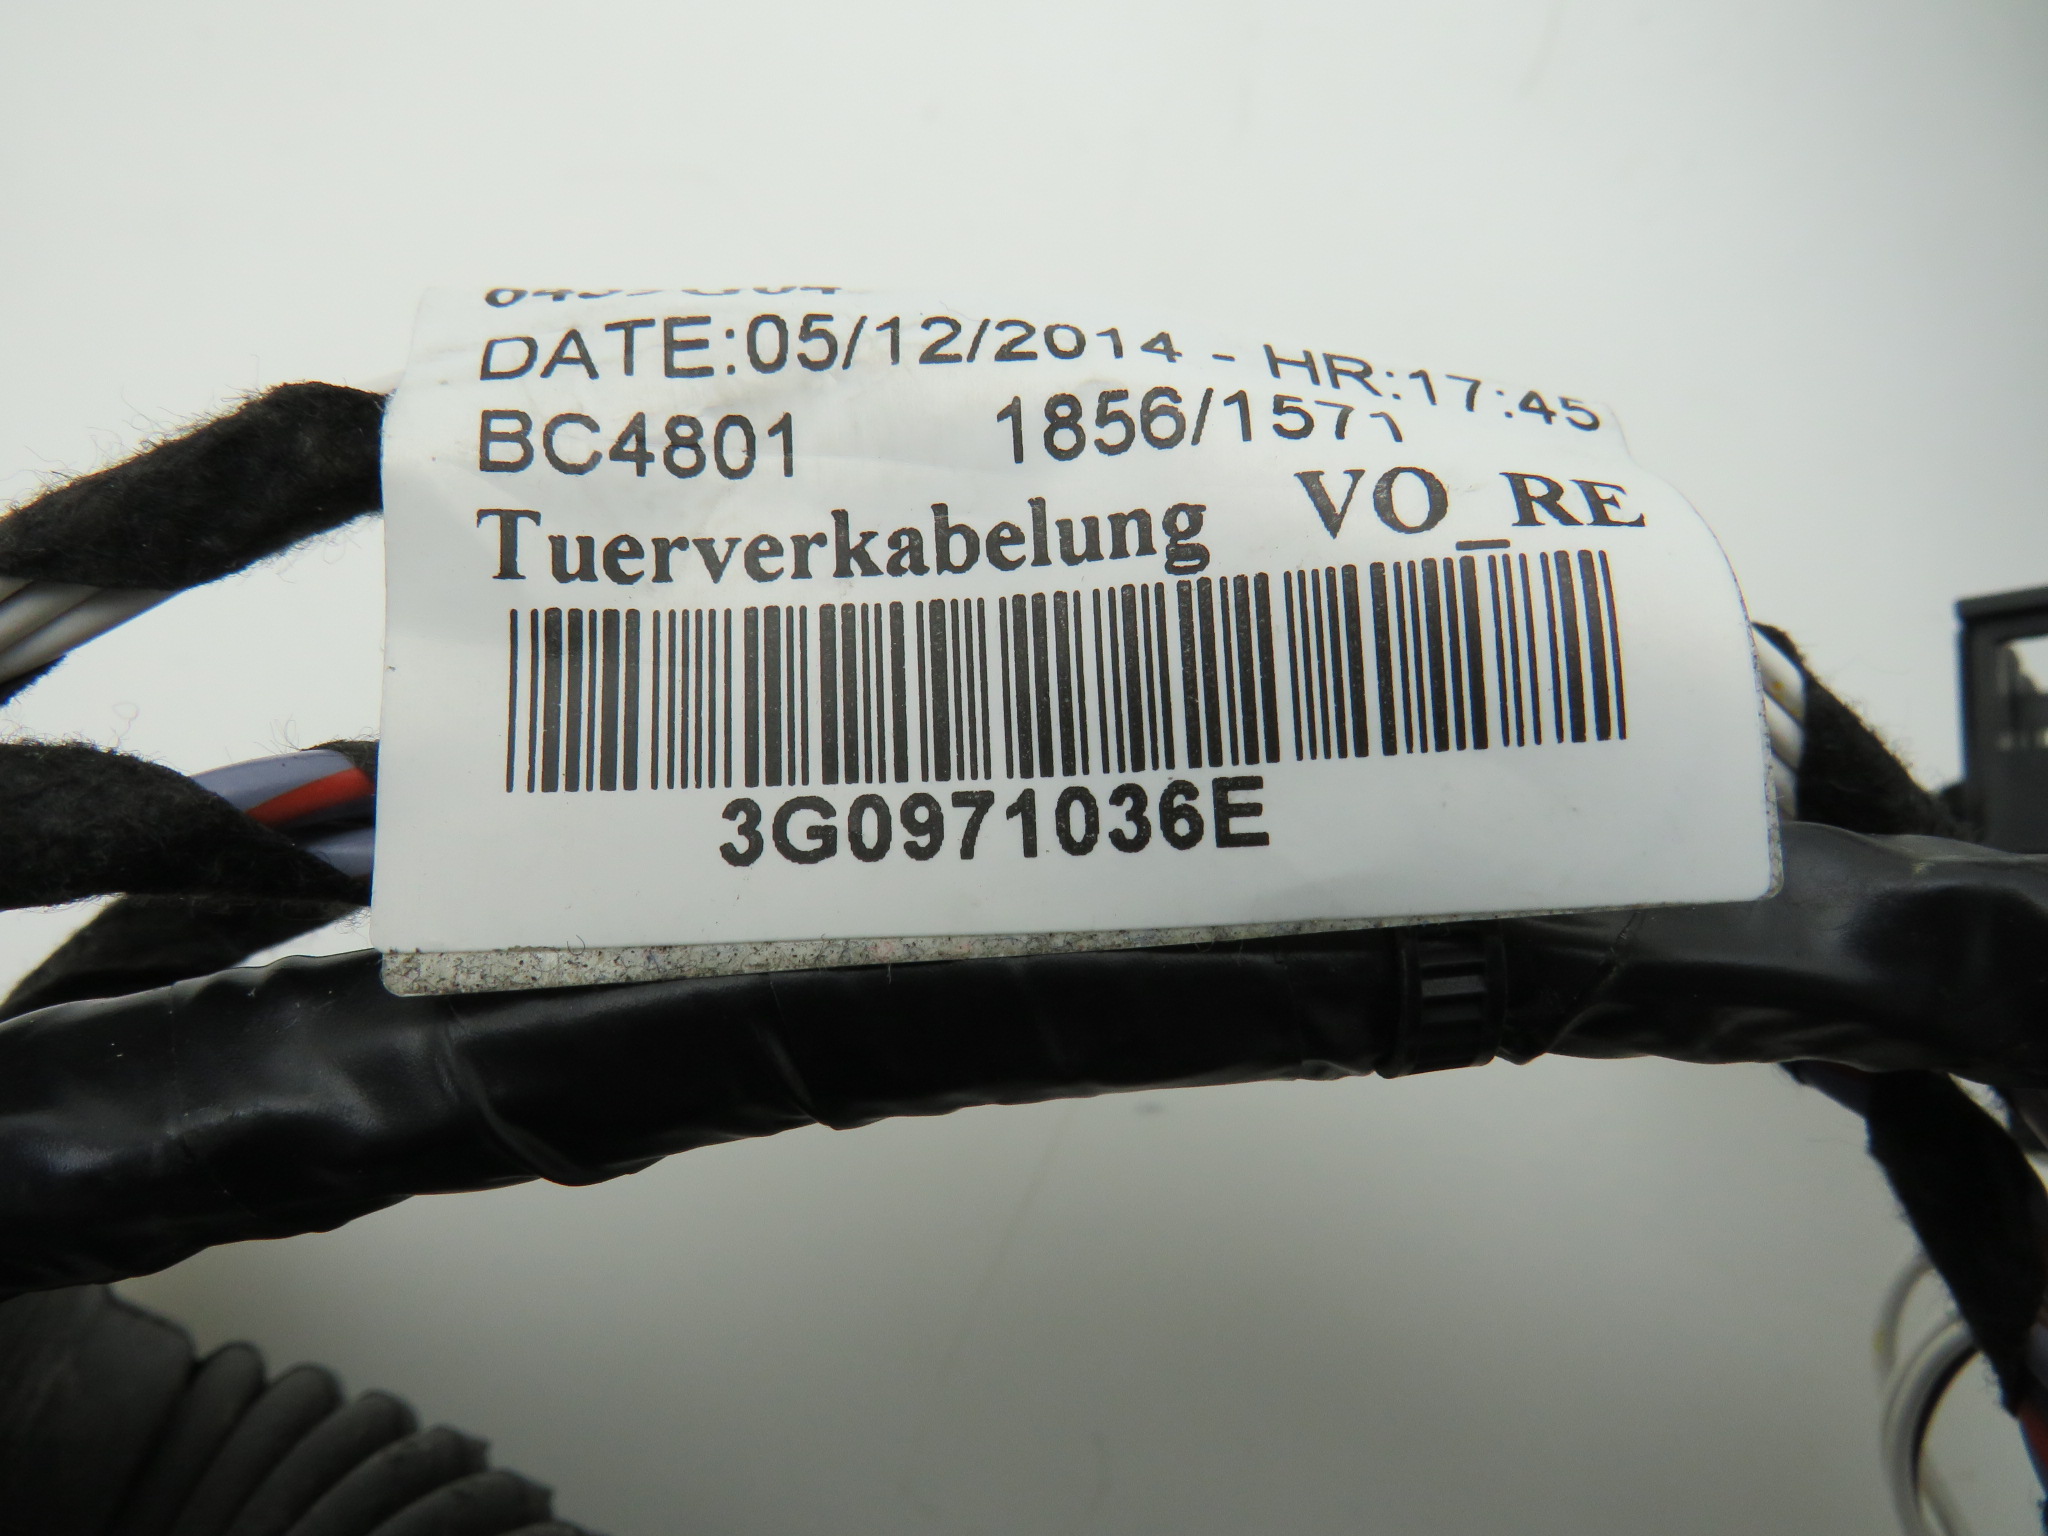 DATE:05/12/2014 - HR:17:45
BC4801 1856/1571
Tuerverkabelung VO_RE
3G0971036E